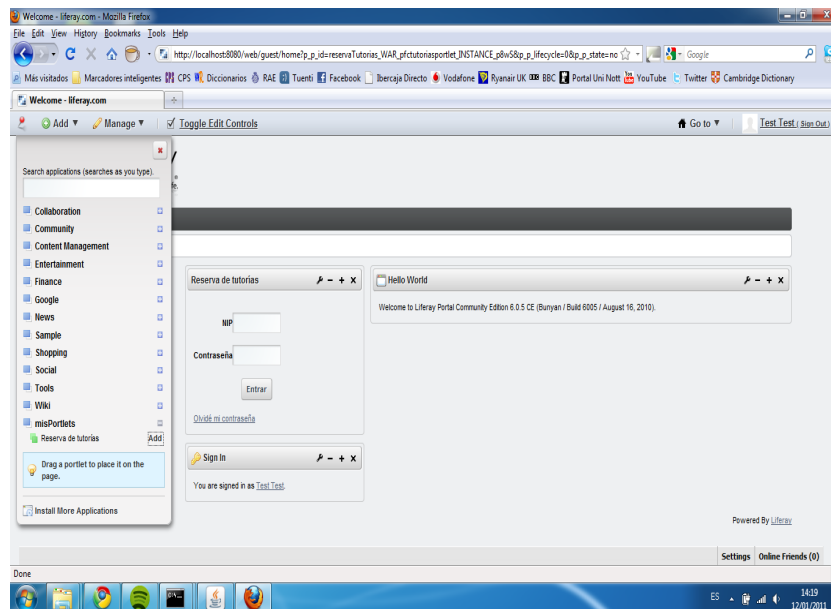 Welcome - liferay.com - Mozilla Firefox
File Edit View History Bookmarks Tools Help
http://localhost:8080/web/guest/home?p_p_id=reservaTutorias_WAR_pfctutoriasportlet_INSTANCE_p8wS&p_p_lifecycle=0&p_p_state=no
Google
Más visitados Marcadores inteligentes CPS Diccionarios RAE Tuenti Facebook Ibercaja Directo Vodafone Ryanair UK BBC Portal Uni Nott YouTube Twitter Cambridge Dictionary
Welcome - liferay.com
Add Manage Toggle Edit Controls Go to Test Test (Sign Out)
Search applications (searches as you type).
Collaboration
Community
Content Management
Entertainment
Finance
Google
News
Sample
Shopping
Social
Tools
Wiki
misPortlets
Reserva de tutorías Add
Drag a portlet to place it on the
page.
Install More Applications
Reserva de tutorias
NIP
Contraseña
Entrar
Olvidé mi contraseña
Sign In
You are signed in as Test Test.
Hello World
Welcome to Liferay Portal Community Edition 6.0.5 CE (Bunyan / Build 6005 / August 16, 2010).
Powered By Liferay
Settings Online Friends (0)
Done
ES 14:19
12/01/2011